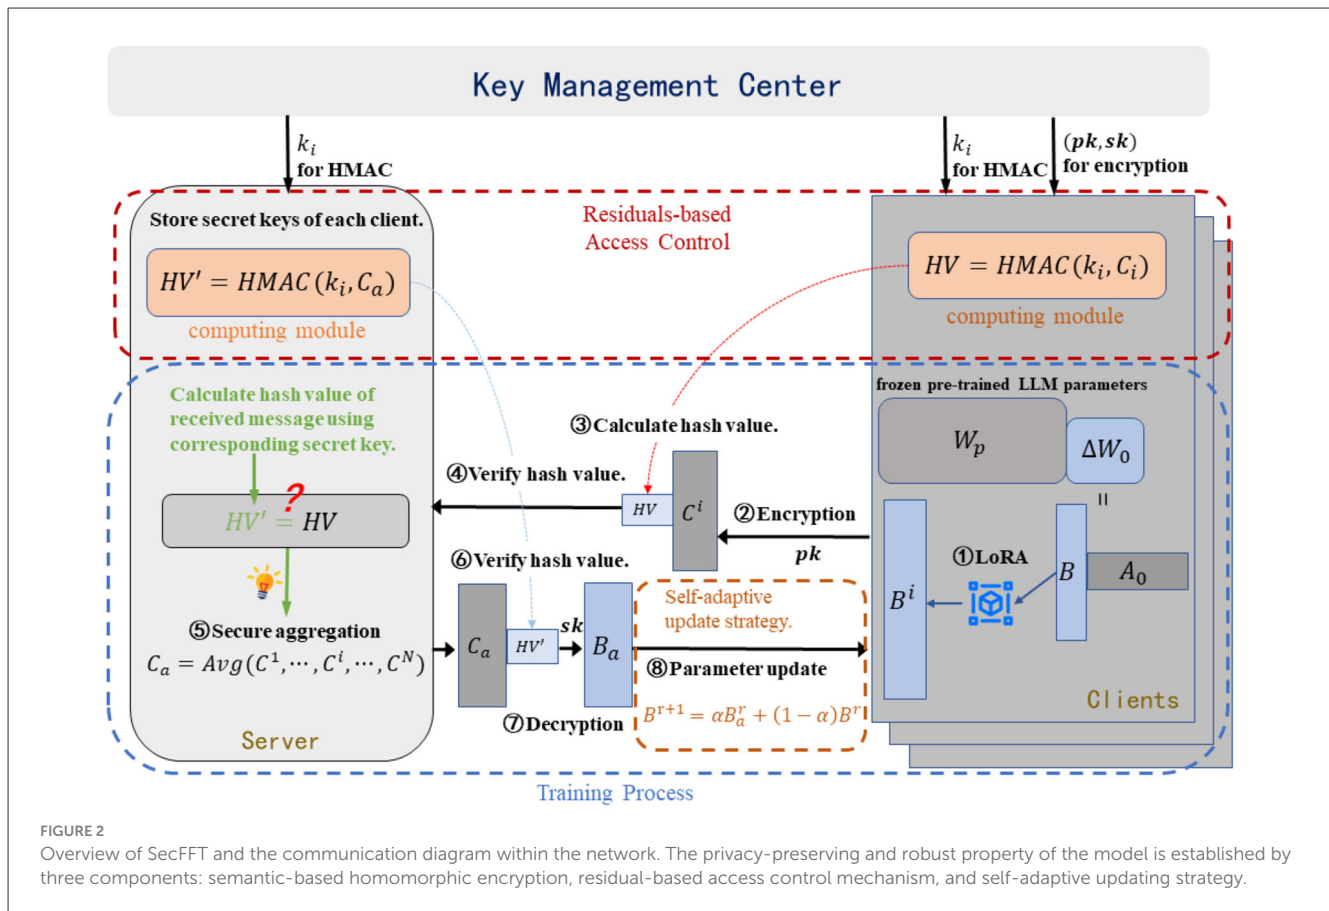 Key Management Center
k_i
for HMAC
k_i
for HMAC
(pk, sk)
for encryption
Store secret keys of each client.
HV′ = HMAC(k_i, C_a)
computing module
Residuals-based
Access Control
HV = HMAC(k_i, C_i)
computing module
Calculate hash value of
received message using
corresponding secret key.
?
HV′ = HV
⑤Secure aggregation
C_a = Avg(C^1, ⋯, C^i, ⋯, C^N)
Server
③Calculate hash value.
④Verify hash value.
HV
C^i
②Encryption
pk
⑥Verify hash value.
C_a
HV′
sk
B_a
⑦Decryption
Self-adaptive
update strategy.
⑧Parameter update
B^{r+1} = αB_a^r + (1 − α)B^r
frozen pre-trained LLM parameters
W_p
ΔW_0
=
B^i
①LoRA
B
A_0
Clients
Training Process
FIGURE 2
Overview of SecFFT and the communication diagram within the network. The privacy-preserving and robust property of the model is established by
three components: semantic-based homomorphic encryption, residual-based access control mechanism, and self-adaptive updating strategy.